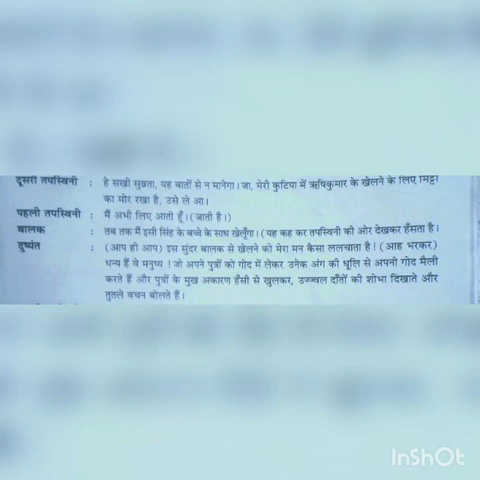 दूसरी तपस्विनी : हे सखी सुव्रता, यह बातों से न मानेगा। जा, मेरी कुटिया में ऋषिकुमार के खेलने के लिए मिट्टी
का मोर रखा है, उसे ले आ।
पहली तपस्विनी : मैं अभी लिए आती हूँ। (जाती है।)
बालक : तब तक मैं इसी सिंह के बच्चे के साथ खेलूँगा। (यह कह कर तपस्विनी की ओर देखकर हँसता है।
दुष्यंत : (आप ही आप) इस सुंदर बालक से खेलने को मेरा मन कैसा ललचाता है! (आह भरकर)
धन्य हैं वे मनुष्य ! जो अपने पुत्रों को गोद में लेकर उनेक अंग की धूलि से अपनी गोद मैली
करते हैं और पुत्रों के मुख अकारण हँसी से खुलकर, उज्ज्वल दाँतों की शोभा दिखाते और
तुतले वचन बोलते हैं।
InShOt